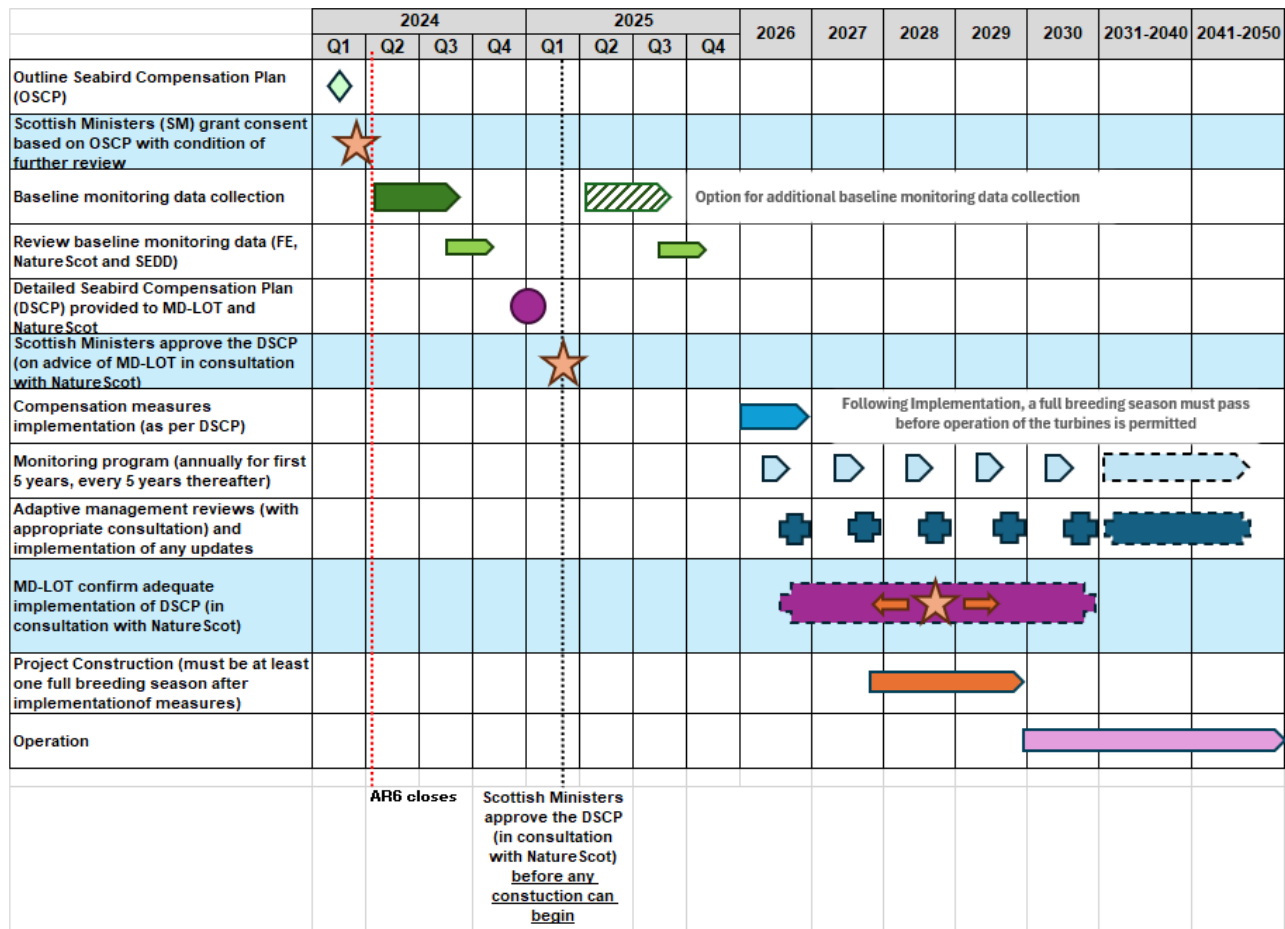 2024
2025
2026
2027
2028
2029
2030
2031-2040
2041-2050
Q1
Q2
Q3
Q4
Q1
Q2
Q3
Q4
Outline Seabird Compensation Plan
(OSCP)
Scottish Ministers (SM) grant consent
based on OSCP with condition of
further review
Baseline monitoring data collection
Option for additional baseline monitoring data collection
Review baseline monitoring data (FE,
NatureScot and SEDD)
Detailed Seabird Compensation Plan
(DSCP) provided to MD-LOT and
NatureScot
Scottish Ministers approve the DSCP
(on advice of MD-LOT in consultation
with NatureScot)
Compensation measures
implementation (as per DSCP)
Following Implementation, a full breeding season must pass
before operation of the turbines is permitted
Monitoring program (annually for first
5 years, every 5 years thereafter)
Adaptive management reviews (with
appropriate consultation) and
implementation of any updates
MD-LOT confirm adequate
implementation of DSCP (in
consultation with NatureScot)
Project Construction (must be at least
one full breeding season after
implementationof measures)
Operation
AR6 closes
Scottish Ministers
approve the DSCP
(in consultation
with NatureScot)
before any
constuction can
begin